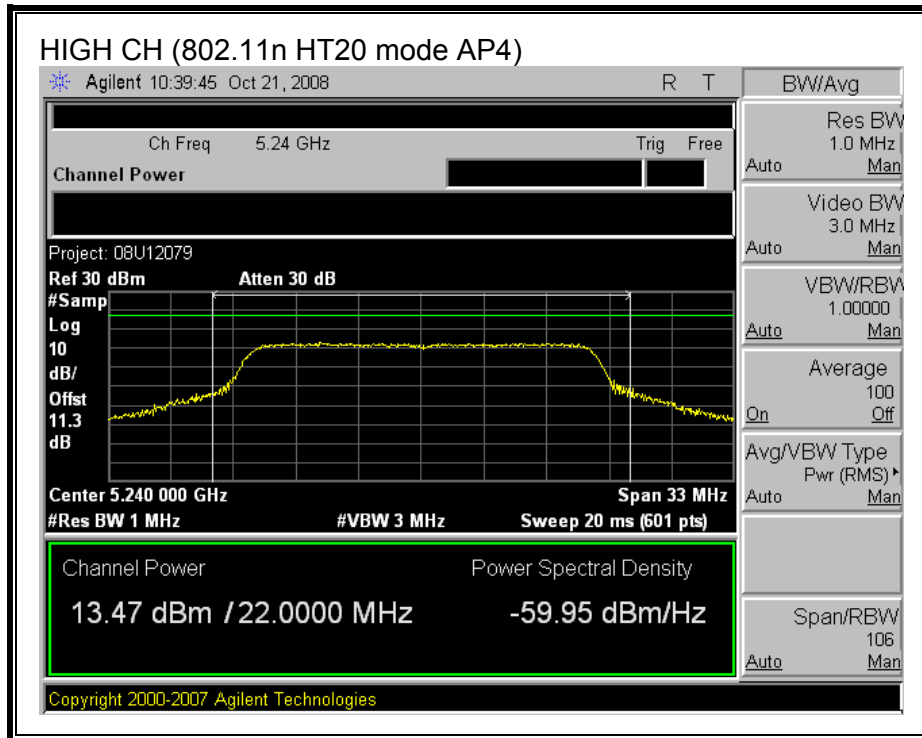 HIGH CH (802.11n HT20 mode AP4)
Agilent 10:39:45 Oct 21, 2008 R T
BW/Avg
Ch Freq 5.24 GHz Trig Free
Channel Power
Res BW
1.0 MHz
Auto Man
Video BW
3.0 MHz
Auto Man
Project: 08U12079
Ref 30 dBm Atten 30 dB
#Samp
Log
10
dB/
Offst
11.3
dB
VBW/RBW
1.00000
Auto Man
Average
100
On Off
Avg/VBW Type
Pwr (RMS)
Auto Man
Center 5.240 000 GHz Span 33 MHz
#Res BW 1 MHz #VBW 3 MHz Sweep 20 ms (601 pts)
Channel Power Power Spectral Density
13.47 dBm / 22.0000 MHz -59.95 dBm/Hz
Span/RBW
106
Auto Man
Copyright 2000-2007 Agilent Technologies